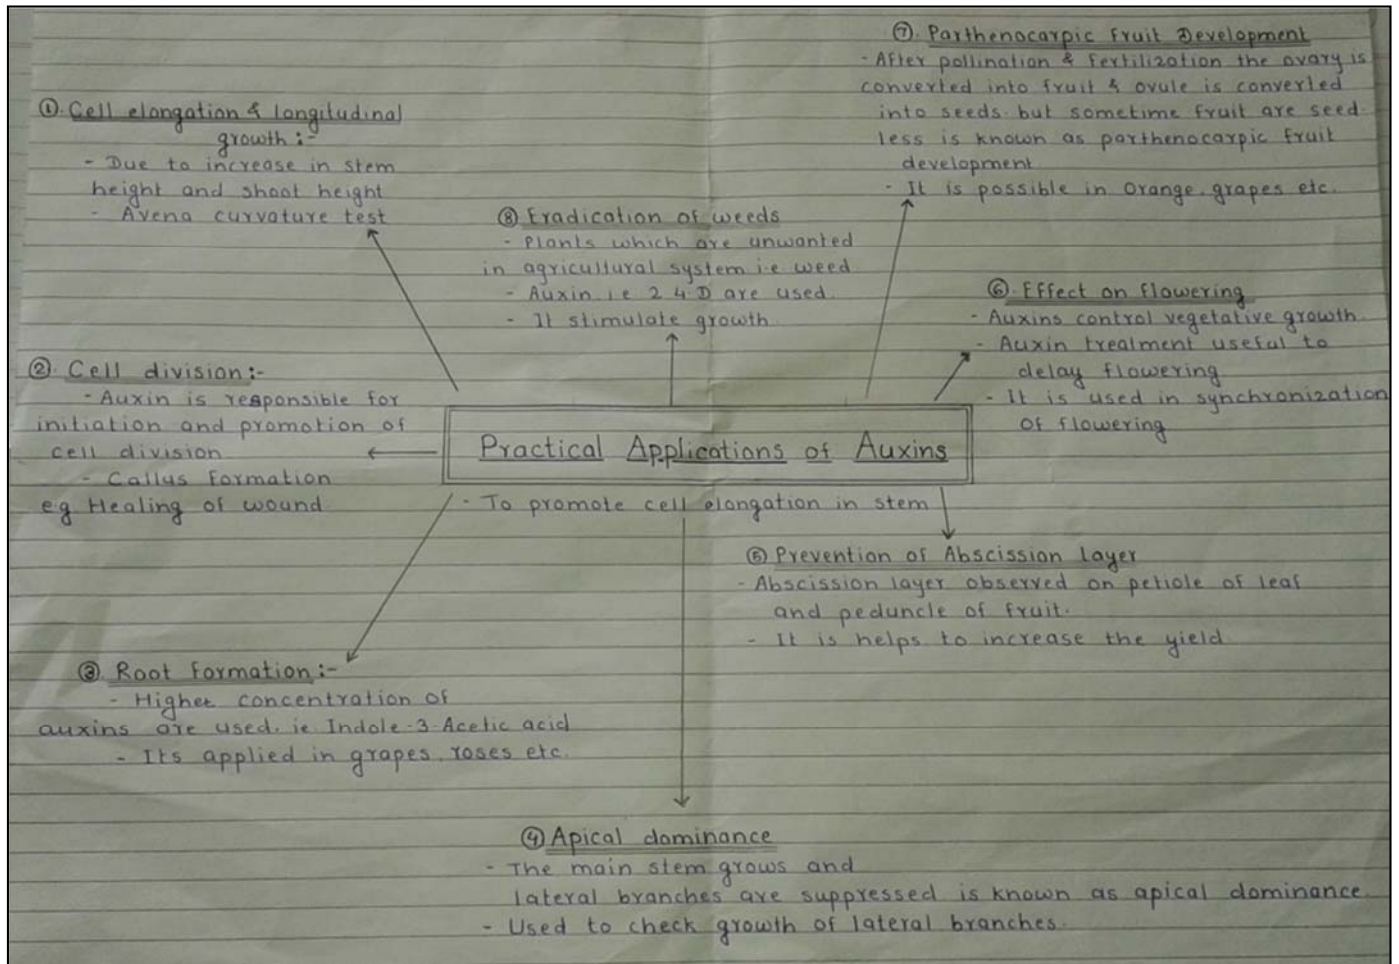 Practical Applications of Auxins
- To promote cell elongation in stem
①. Cell elongation & longitudinal
growth :-
- Due to increase in stem
height and shoot height
- Avena curvature test
②. Cell division :-
- Auxin is responsible for
initiation and promotion of
cell division
- Callus formation
e.g Healing of wound
③. Root formation :-
- Higher concentration of
auxins are used. ie Indole-3-Acetic acid
- Its applied in grapes, roses etc.
④ Apical dominance
- The main stem grows and
lateral branches are suppressed is known as apical dominance.
- Used to check growth of lateral branches.
⑤ Prevention of Abscission layer
- Abscission layer observed on petiole of leaf
and peduncle of fruit.
- It is helps to increase the yield
⑥. Effect on flowering
- Auxins control vegetative growth.
- Auxin treatment useful to
delay flowering
- It is used in synchronization
of flowering
⑦. Parthenocarpic fruit Development
- After pollination & fertilization the ovary is
converted into fruit & ovule is converted
into seeds. but sometime fruit are seed
less is known as parthenocarpic fruit
development
- It is possible in Orange, grapes etc.
⑧ Eradication of weeds
- Plants which are unwanted
in agricultural system i.e weed
- Auxin i.e 2 4-D are used.
- It stimulate growth